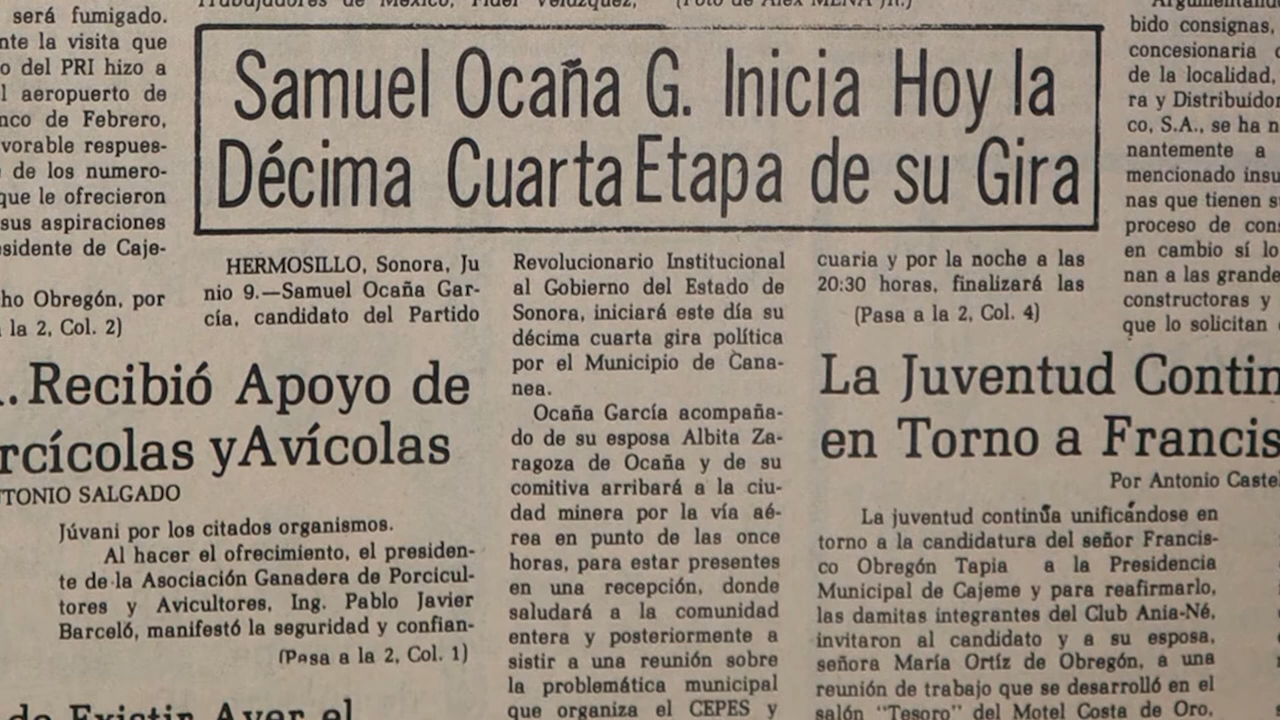 será fumigado.
la visita que
del PRI hizo a
aeropuerto de
de Febrero,
respues-
de los numero-
que le ofrecieron
sus aspiraciones
de Caje-
Obregón, por
la 2, Col. 2)
Trabajadores de México, Fidel Velázquez,
(Foto de Alex MENA Jr.)
Samuel Ocaña G. Inicia Hoy la
Décima Cuarta Etapa de su Gira
HERMOSILLO, Sonora, Ju
nio 9.—Samuel Ocaña Gar-
cía, candidato del Partido
Revolucionario Institucional
al Gobierno del Estado de
Sonora, iniciará este día su
décima cuarta gira política
por el Municipio de Cana-
nea.
Ocaña García acompaña-
do de su esposa Albita Za-
ragoza de Ocaña y de su
comitiva arribará a la ciu-
dad minera por la vía aé-
rea en punto de las once
horas, para estar presentes
en una recepción, donde
saludará a la comunidad
entera y posteriormente a
sistir a una reunión sobre
la problemática municipal
que organiza el CEPES y
cuaria y por la noche a las
20:30 horas, finalizará las
(Pasa a la 2, Col. 4)
Recibió Apoyo de
yAvícolas
SALGADO
Júvani por los citados organismos.
Al hacer el ofrecimiento, el presiden-
te de la Asociación Ganadera de Porcicul-
tores y Avicultores, Ing. Pablo Javier
Barceló, manifestó la seguridad y confian-
(Pasa a la 2, Col. 1)
de Existir Ayer el
bido consignas,
concesionaria
de la localidad,
ra y Distribuidor
co, S.A., se ha
nantemente a
mencionado
nas que tienen
proceso de
en cambio sí lo
nan a las grande
constructoras y
que lo solicitan
La Juventud Contin
en Torno a Francis
Por Antonio Caste
La juventud continúa unificándose en
torno a la candidatura del señor Francis-
co Obregón Tapia a la Presidencia
Municipal de Cajeme y para reafirmarlo,
las damitas integrantes del Club Ania-Né,
invitaron al candidato y a su esposa,
señora María Ortíz de Obregón, a una
reunión de trabajo que se desarrolló en el
salón "Tesoro" del Motel Costa de Oro,